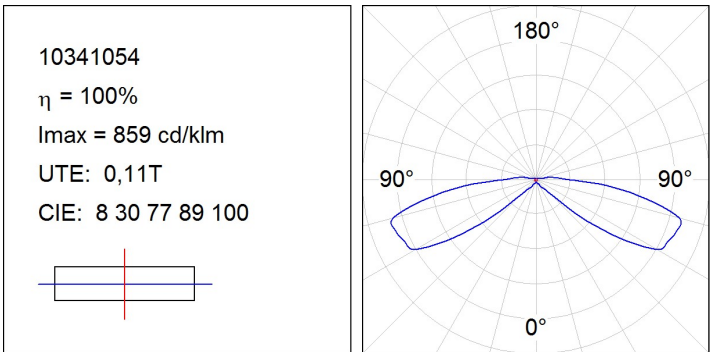 10341054
η = 100%
Imax = 859 cd/klm
UTE: 0,11T
CIE: 8 30 77 89 100
180°
90°
90°
0°